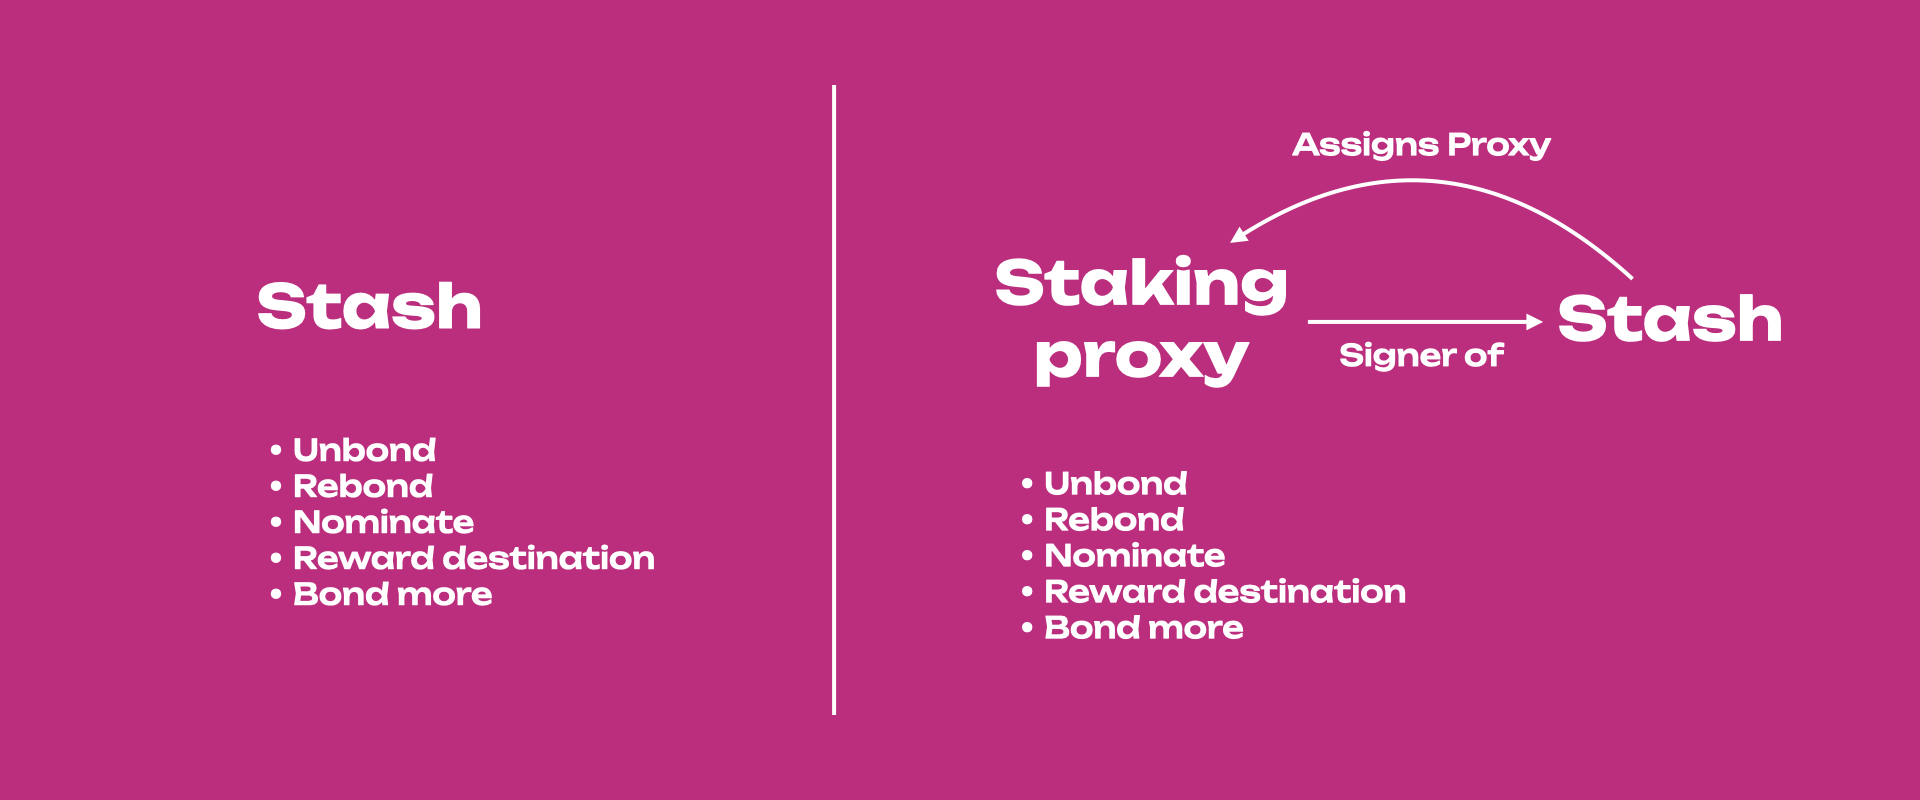 Stash
• Unbond
• Rebond
• Nominate
• Reward destination
• Bond more
Assigns Proxy
Staking
proxy
Signer of
Stash
• Unbond
• Rebond
• Nominate
• Reward destination
• Bond more